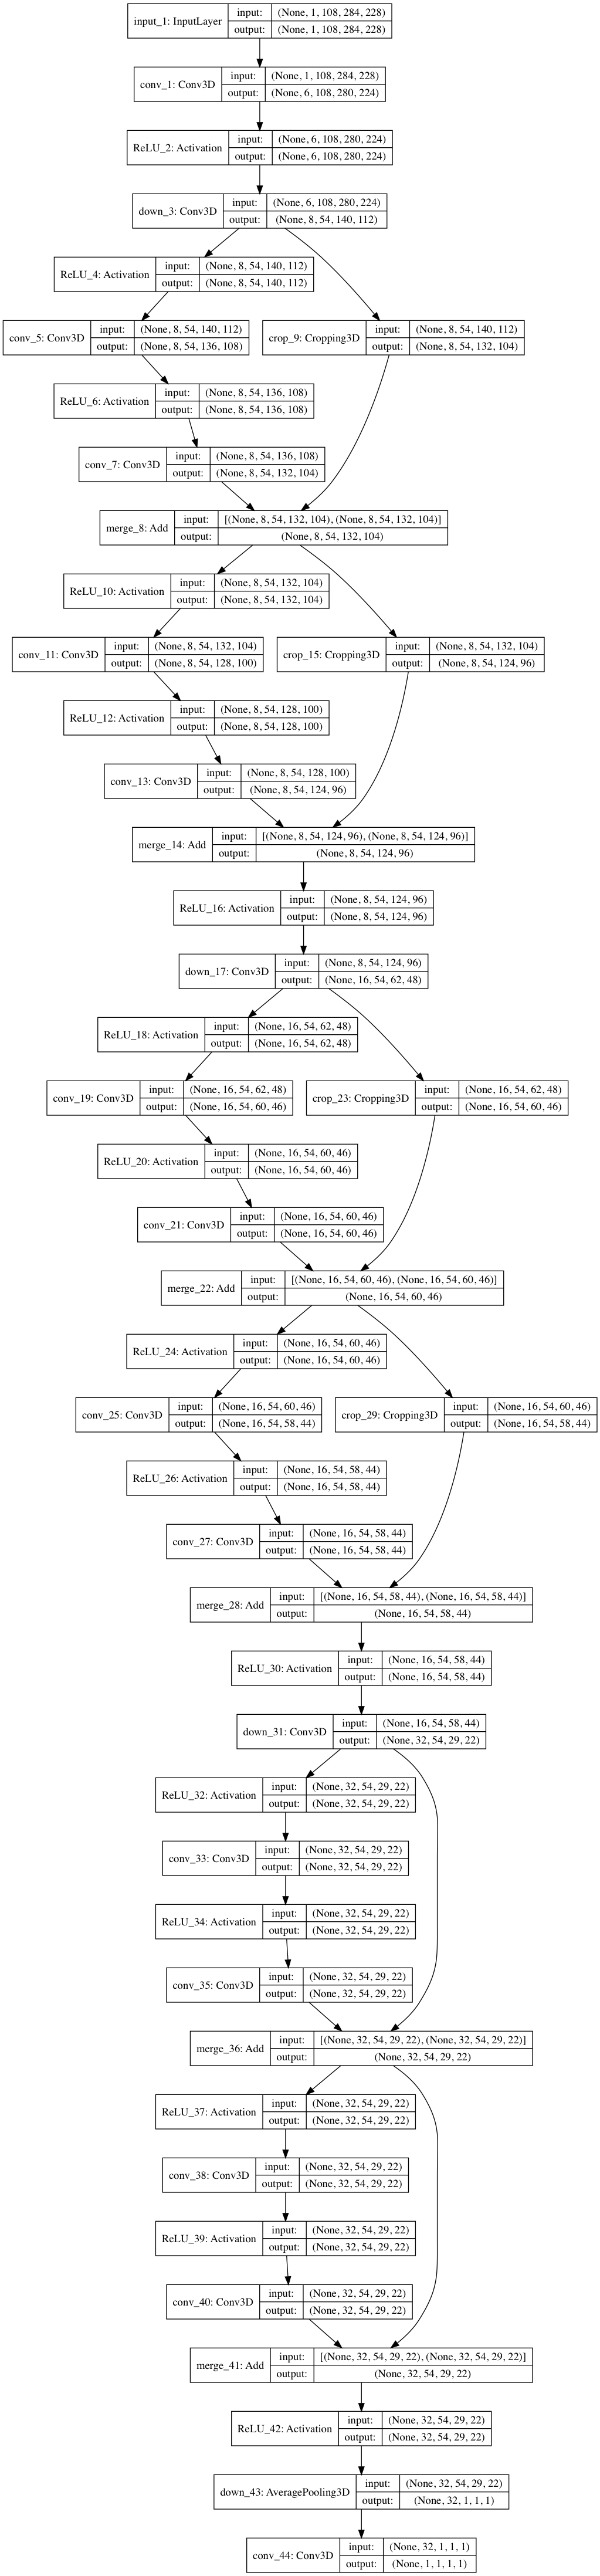 input_1: InputLayer
input: (None, 1, 108, 284, 228)
output: (None, 1, 108, 284, 228)
conv_1: Conv3D
input: (None, 1, 108, 284, 228)
output: (None, 6, 108, 280, 224)
ReLU_2: Activation
input: (None, 6, 108, 280, 224)
output: (None, 6, 108, 280, 224)
down_3: Conv3D
input: (None, 6, 108, 280, 224)
output: (None, 8, 54, 140, 112)
ReLU_4: Activation
input: (None, 8, 54, 140, 112)
output: (None, 8, 54, 140, 112)
conv_5: Conv3D
input: (None, 8, 54, 140, 112)
output: (None, 8, 54, 136, 108)
crop_9: Cropping3D
input: (None, 8, 54, 140, 112)
output: (None, 8, 54, 132, 104)
ReLU_6: Activation
input: (None, 8, 54, 136, 108)
output: (None, 8, 54, 136, 108)
conv_7: Conv3D
input: (None, 8, 54, 136, 108)
output: (None, 8, 54, 132, 104)
merge_8: Add
input: [(None, 8, 54, 132, 104), (None, 8, 54, 132, 104)]
output: (None, 8, 54, 132, 104)
ReLU_10: Activation
input: (None, 8, 54, 132, 104)
output: (None, 8, 54, 132, 104)
conv_11: Conv3D
input: (None, 8, 54, 132, 104)
output: (None, 8, 54, 128, 100)
crop_15: Cropping3D
input: (None, 8, 54, 132, 104)
output: (None, 8, 54, 124, 96)
ReLU_12: Activation
input: (None, 8, 54, 128, 100)
output: (None, 8, 54, 128, 100)
conv_13: Conv3D
input: (None, 8, 54, 128, 100)
output: (None, 8, 54, 124, 96)
merge_14: Add
input: [(None, 8, 54, 124, 96), (None, 8, 54, 124, 96)]
output: (None, 8, 54, 124, 96)
ReLU_16: Activation
input: (None, 8, 54, 124, 96)
output: (None, 8, 54, 124, 96)
down_17: Conv3D
input: (None, 8, 54, 124, 96)
output: (None, 16, 54, 62, 48)
ReLU_18: Activation
input: (None, 16, 54, 62, 48)
output: (None, 16, 54, 62, 48)
conv_19: Conv3D
input: (None, 16, 54, 62, 48)
output: (None, 16, 54, 60, 46)
crop_23: Cropping3D
input: (None, 16, 54, 62, 48)
output: (None, 16, 54, 60, 46)
ReLU_20: Activation
input: (None, 16, 54, 60, 46)
output: (None, 16, 54, 60, 46)
conv_21: Conv3D
input: (None, 16, 54, 60, 46)
output: (None, 16, 54, 60, 46)
merge_22: Add
input: [(None, 16, 54, 60, 46), (None, 16, 54, 60, 46)]
output: (None, 16, 54, 60, 46)
ReLU_24: Activation
input: (None, 16, 54, 60, 46)
output: (None, 16, 54, 60, 46)
conv_25: Conv3D
input: (None, 16, 54, 60, 46)
output: (None, 16, 54, 58, 44)
crop_29: Cropping3D
input: (None, 16, 54, 60, 46)
output: (None, 16, 54, 58, 44)
ReLU_26: Activation
input: (None, 16, 54, 58, 44)
output: (None, 16, 54, 58, 44)
conv_27: Conv3D
input: (None, 16, 54, 58, 44)
output: (None, 16, 54, 58, 44)
merge_28: Add
input: [(None, 16, 54, 58, 44), (None, 16, 54, 58, 44)]
output: (None, 16, 54, 58, 44)
ReLU_30: Activation
input: (None, 16, 54, 58, 44)
output: (None, 16, 54, 58, 44)
down_31: Conv3D
input: (None, 16, 54, 58, 44)
output: (None, 32, 54, 29, 22)
ReLU_32: Activation
input: (None, 32, 54, 29, 22)
output: (None, 32, 54, 29, 22)
conv_33: Conv3D
input: (None, 32, 54, 29, 22)
output: (None, 32, 54, 29, 22)
ReLU_34: Activation
input: (None, 32, 54, 29, 22)
output: (None, 32, 54, 29, 22)
conv_35: Conv3D
input: (None, 32, 54, 29, 22)
output: (None, 32, 54, 29, 22)
merge_36: Add
input: [(None, 32, 54, 29, 22), (None, 32, 54, 29, 22)]
output: (None, 32, 54, 29, 22)
ReLU_37: Activation
input: (None, 32, 54, 29, 22)
output: (None, 32, 54, 29, 22)
conv_38: Conv3D
input: (None, 32, 54, 29, 22)
output: (None, 32, 54, 29, 22)
ReLU_39: Activation
input: (None, 32, 54, 29, 22)
output: (None, 32, 54, 29, 22)
conv_40: Conv3D
input: (None, 32, 54, 29, 22)
output: (None, 32, 54, 29, 22)
merge_41: Add
input: [(None, 32, 54, 29, 22), (None, 32, 54, 29, 22)]
output: (None, 32, 54, 29, 22)
ReLU_42: Activation
input: (None, 32, 54, 29, 22)
output: (None, 32, 54, 29, 22)
down_43: AveragePooling3D
input: (None, 32, 54, 29, 22)
output: (None, 32, 1, 1, 1)
conv_44: Conv3D
input: (None, 32, 1, 1, 1)
output: (None, 1, 1, 1, 1)